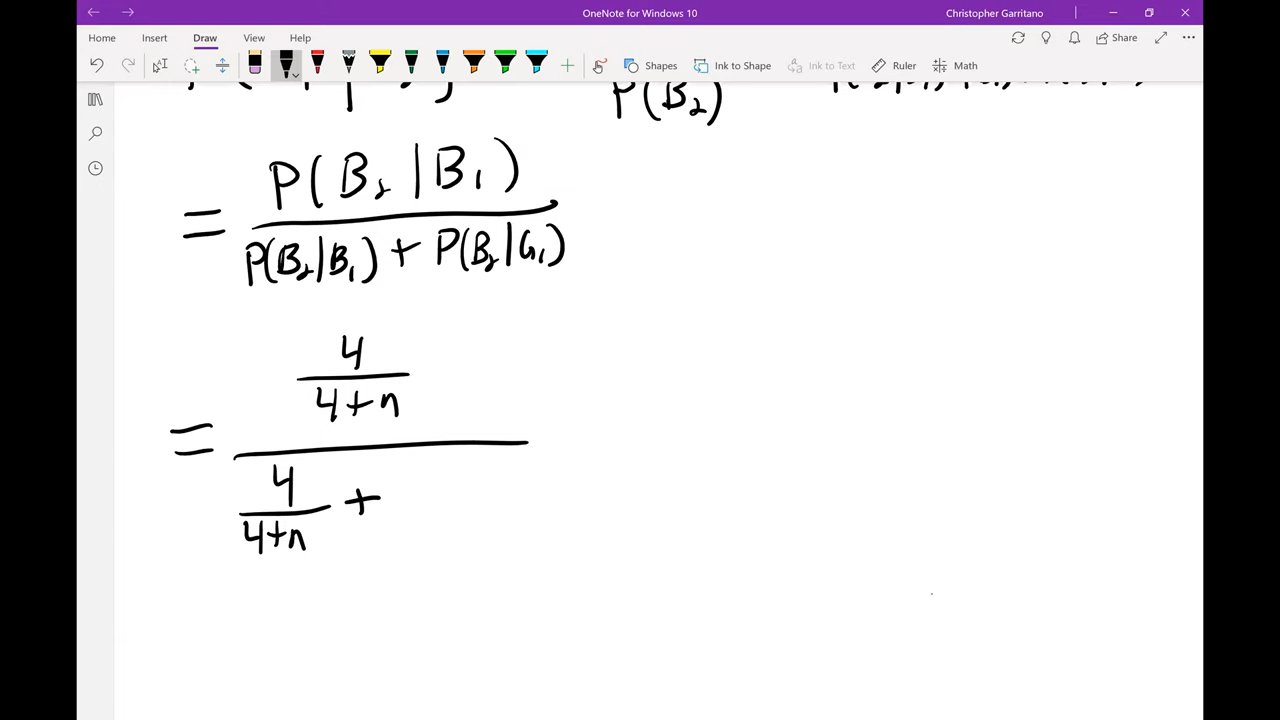 OneNote for Windows 10
Christopher Garritano
Home Insert Draw View Help
Share
Shapes Ink to Shape Ink to Text Ruler Math
P(B₂)
P(B₂|B₁)
=
P(B₂|B₁) + P(B₂|G₁)
4
4+n
=
4
4+n +